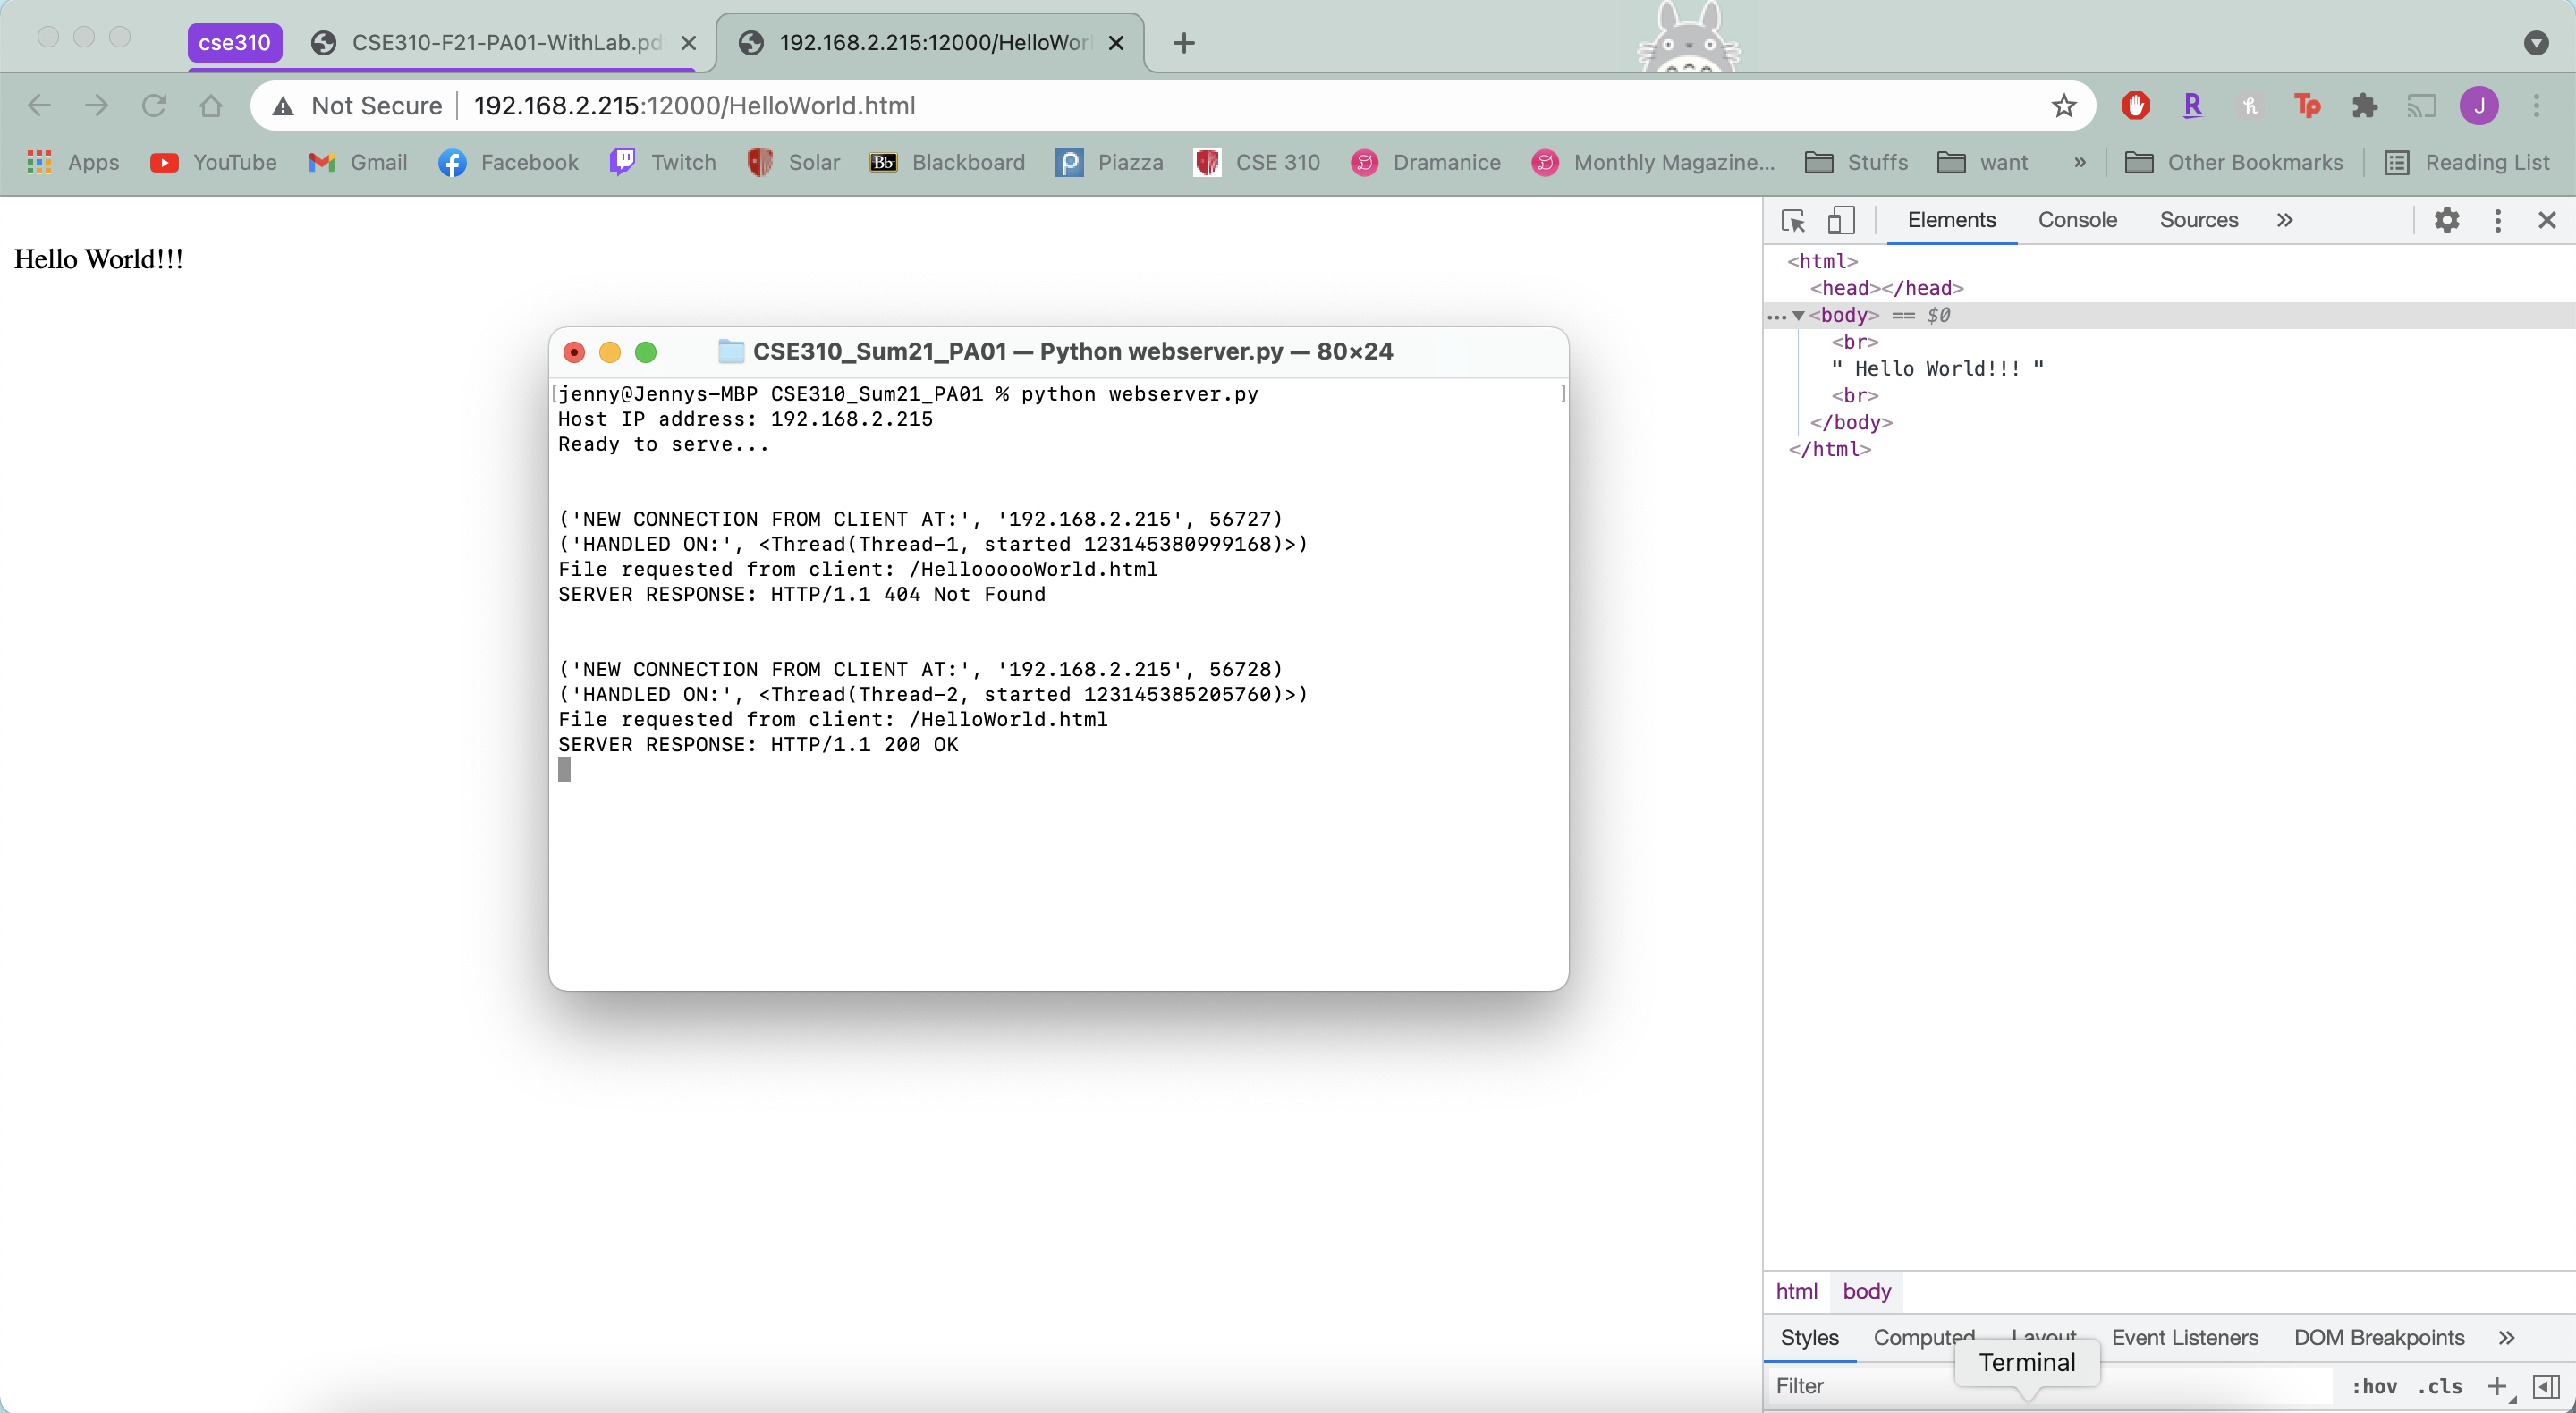 cse310
CSE310-F21-PA01-WithLab.pd
192.168.2.215:12000/HelloWor
Not Secure 192.168.2.215:12000/HelloWorld.html
Apps YouTube Gmail Facebook Twitch Solar Blackboard Piazza CSE 310 Dramanice Monthly Magazine... Stuffs want » Other Bookmarks Reading List
Hello World!!!
CSE310_Sum21_PA01 — Python webserver.py — 80×24
[jenny@Jennys-MBP CSE310_Sum21_PA01 % python webserver.py ]
Host IP address: 192.168.2.215
Ready to serve...
('NEW CONNECTION FROM CLIENT AT:', '192.168.2.215', 56727)
('HANDLED ON:', <Thread(Thread-1, started 123145380999168)>)
File requested from client: /HelloooooWorld.html
SERVER RESPONSE: HTTP/1.1 404 Not Found
('NEW CONNECTION FROM CLIENT AT:', '192.168.2.215', 56728)
('HANDLED ON:', <Thread(Thread-2, started 123145385205760)>)
File requested from client: /HelloWorld.html
SERVER RESPONSE: HTTP/1.1 200 OK
Elements Console Sources »
<html>
<head></head>
... ▼<body> == $0
<br>
" Hello World!!! "
<br>
</body>
</html>
html body
Styles Computed Layout Event Listeners DOM Breakpoints »
Terminal
Filter :hov .cls +